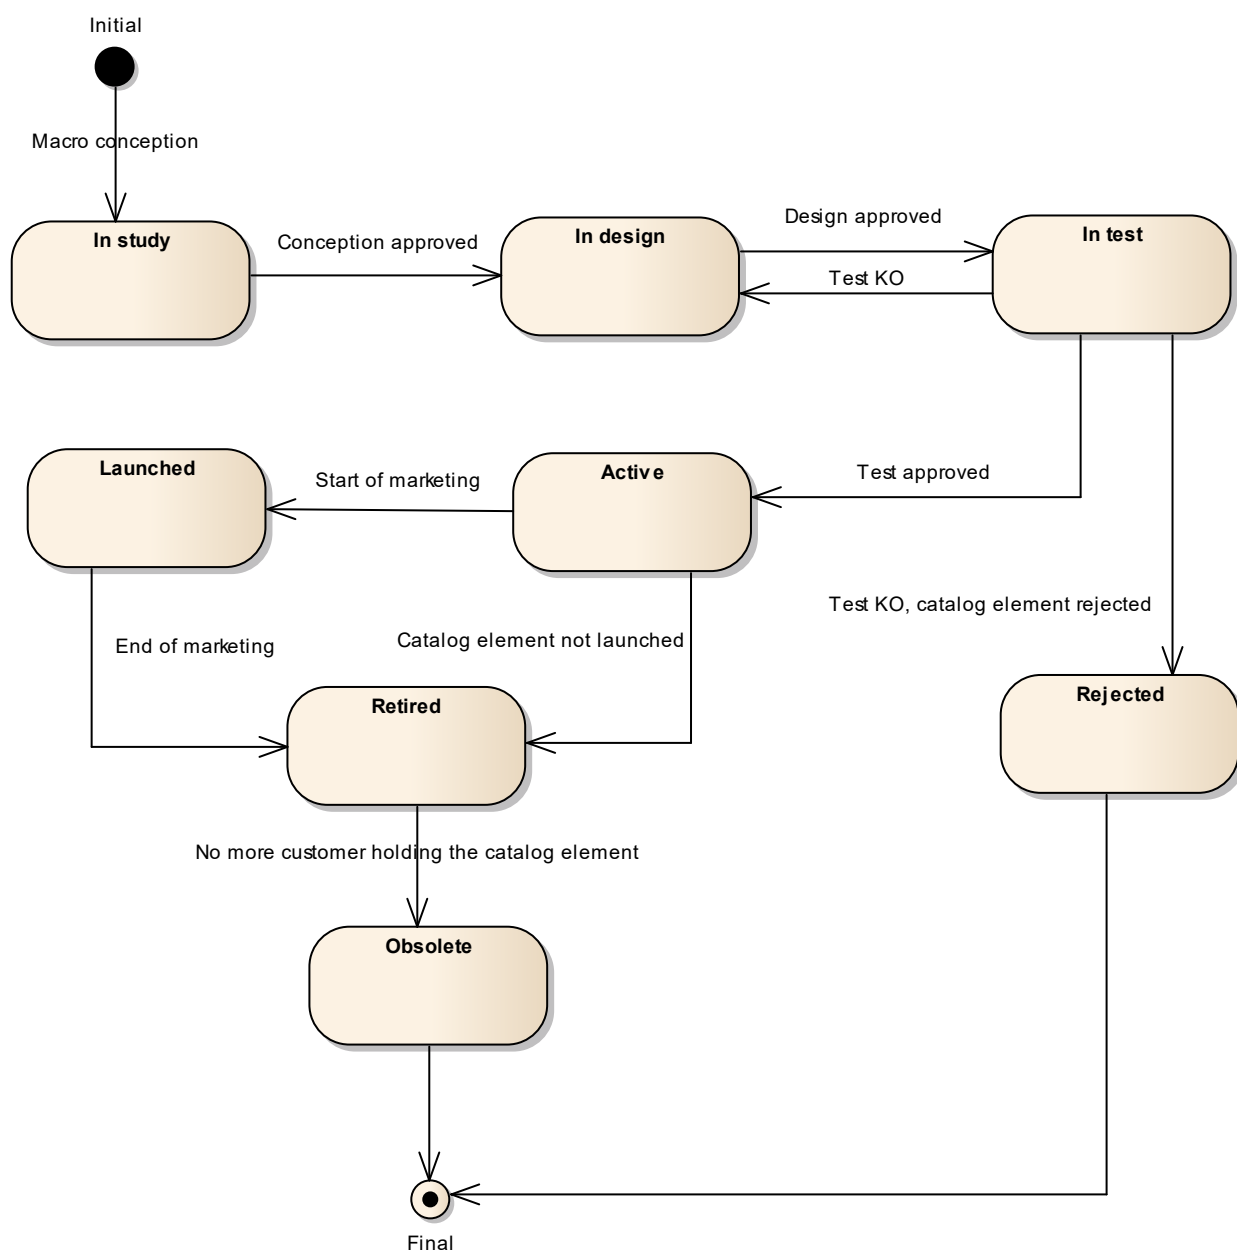 Initial
Macro conception
In study
Conception approved
In design
Design approved
Test KO
In test
Launched
Start of marketing
Active
Test approved
Test KO, catalog element rejected
End of marketing
Catalog element not launched
Retired
Rejected
No more customer holding the catalog element
Obsolete
Final